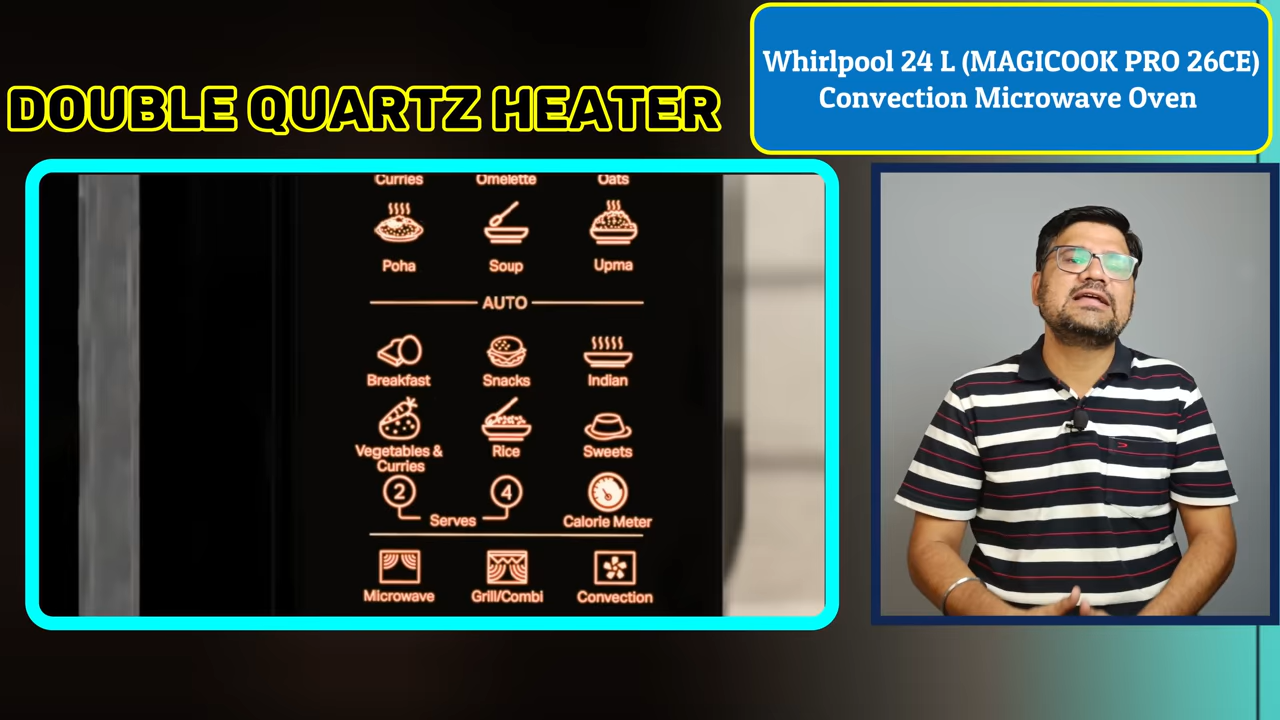 DOUBLE QUARTZ HEATER
Whirlpool 24 L (MAGICOOK PRO 26CE)
Convection Microwave Oven
Curries Omelette Oats
Poha Soup Upma
AUTO
Breakfast Snacks Indian
Vegetables & Rice Sweets
Curries
2 4
Serves Calorie Meter
Microwave Grill/Combi Convection